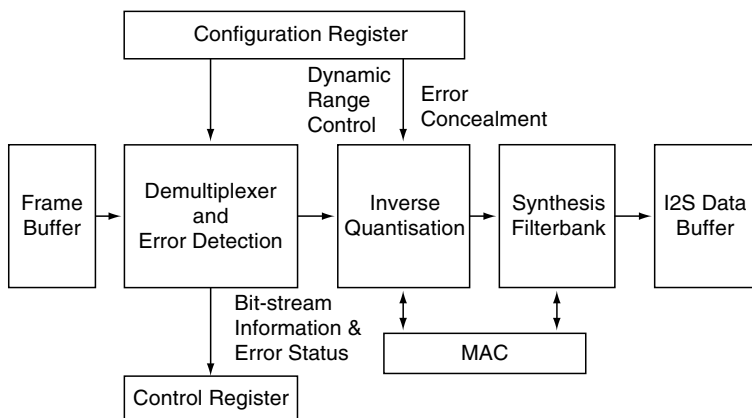 Configuration Register
Dynamic
Range
Control
Error
Concealment
Frame
Buffer
Demultiplexer
and
Error Detection
Inverse
Quantisation
Synthesis
Filterbank
I2S Data
Buffer
Bit-stream
Information &
Error Status
MAC
Control Register